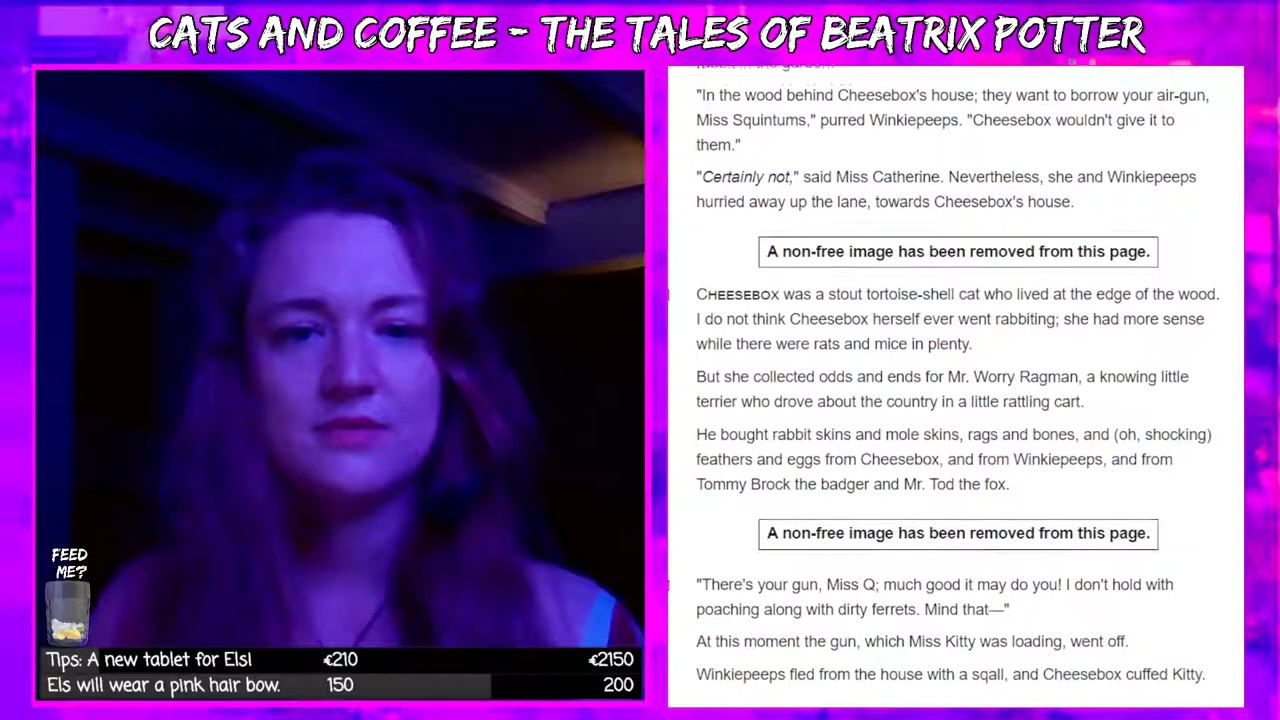 CATS AND COFFEE - THE TALES OF BEATRIX POTTER
"In the wood behind Cheesebox's house; they want to borrow your air-gun,
Miss Squintums," purred Winkiepeeps. "Cheesebox wouldn't give it to
them."
"Certainly not," said Miss Catherine. Nevertheless, she and Winkiepeeps
hurried away up the lane, towards Cheesebox's house.
A non-free image has been removed from this page.
CHEESEBOX was a stout tortoise-shell cat who lived at the edge of the wood.
I do not think Cheesebox herself ever went rabbiting; she had more sense
while there were rats and mice in plenty.
But she collected odds and ends for Mr. Worry Ragman, a knowing little
terrier who drove about the country in a little rattling cart.
He bought rabbit skins and mole skins, rags and bones, and (oh, shocking)
feathers and eggs from Cheesebox, and from Winkiepeeps, and from
Tommy Brock the badger and Mr. Tod the fox.
A non-free image has been removed from this page.
"There's your gun, Miss Q; much good it may do you! I don't hold with
poaching along with dirty ferrets. Mind that—"
At this moment the gun, which Miss Kitty was loading, went off.
Winkiepeeps fled from the house with a sqall, and Cheesebox cuffed Kitty.
FEED
ME?
Tips: A new tablet for Els! €210 €2150
Els will wear a pink hair bow. 150 200